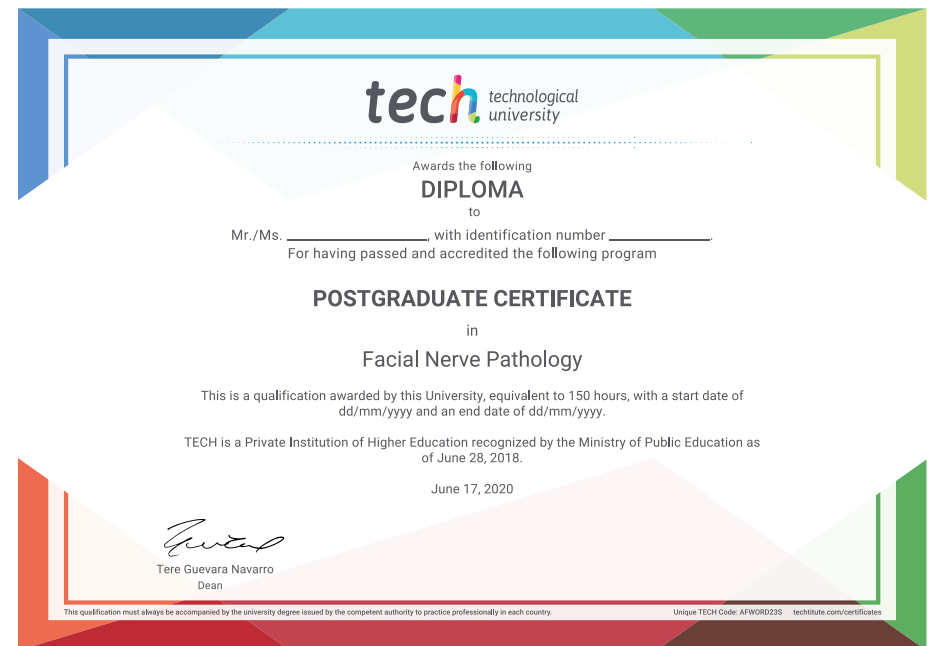 tech technological
university
Awards the following
DIPLOMA
to
Mr./Ms. ____________________, with identification number ______________.
For having passed and accredited the following program
POSTGRADUATE CERTIFICATE
in
Facial Nerve Pathology
This is a qualification awarded by this University, equivalent to 150 hours, with a start date of
dd/mm/yyyy and an end date of dd/mm/yyyy.
TECH is a Private Institution of Higher Education recognized by the Ministry of Public Education as
of June 28, 2018.
June 17, 2020
Tere Guevara Navarro
Dean
This qualification must always be accompanied by the university degree issued by the competent authority to practice professionally in each country.
Unique TECH Code: AFWORD23S techtitute.com/certificates